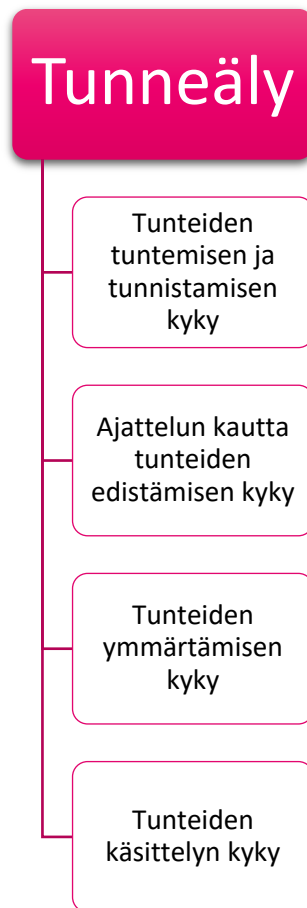 Tunneäly
Tunteiden
tuntemisen ja
tunnistamisen
kyky
Ajattelun kautta
tunteiden
edistämisen kyky
Tunteiden
ymmärtämisen
kyky
Tunteiden
käsittelyn kyky